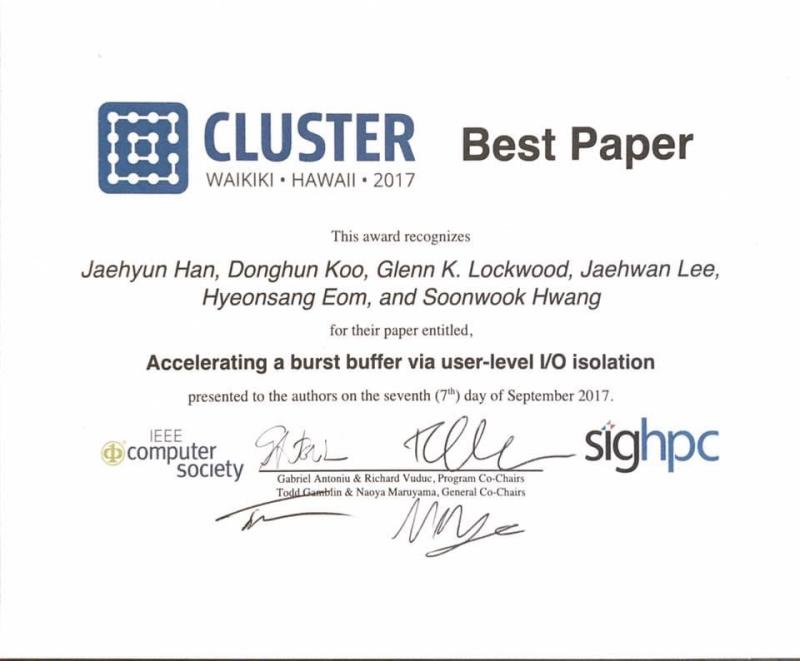 CLUSTER
WAIKIKI • HAWAII • 2017
Best Paper
This award recognizes
Jaehyun Han, Donghun Koo, Glenn K. Lockwood, Jaehwan Lee,
Hyeonsang Eom, and Soonwook Hwang
for their paper entitled,
Accelerating a burst buffer via user-level I/O isolation
presented to the authors on the seventh (7th) day of September 2017.
IEEE
computer
society
sighpc
Gabriel Antoniu & Richard Vuduc, Program Co-Chairs
Todd Gamblin & Naoya Maruyama, General Co-Chairs